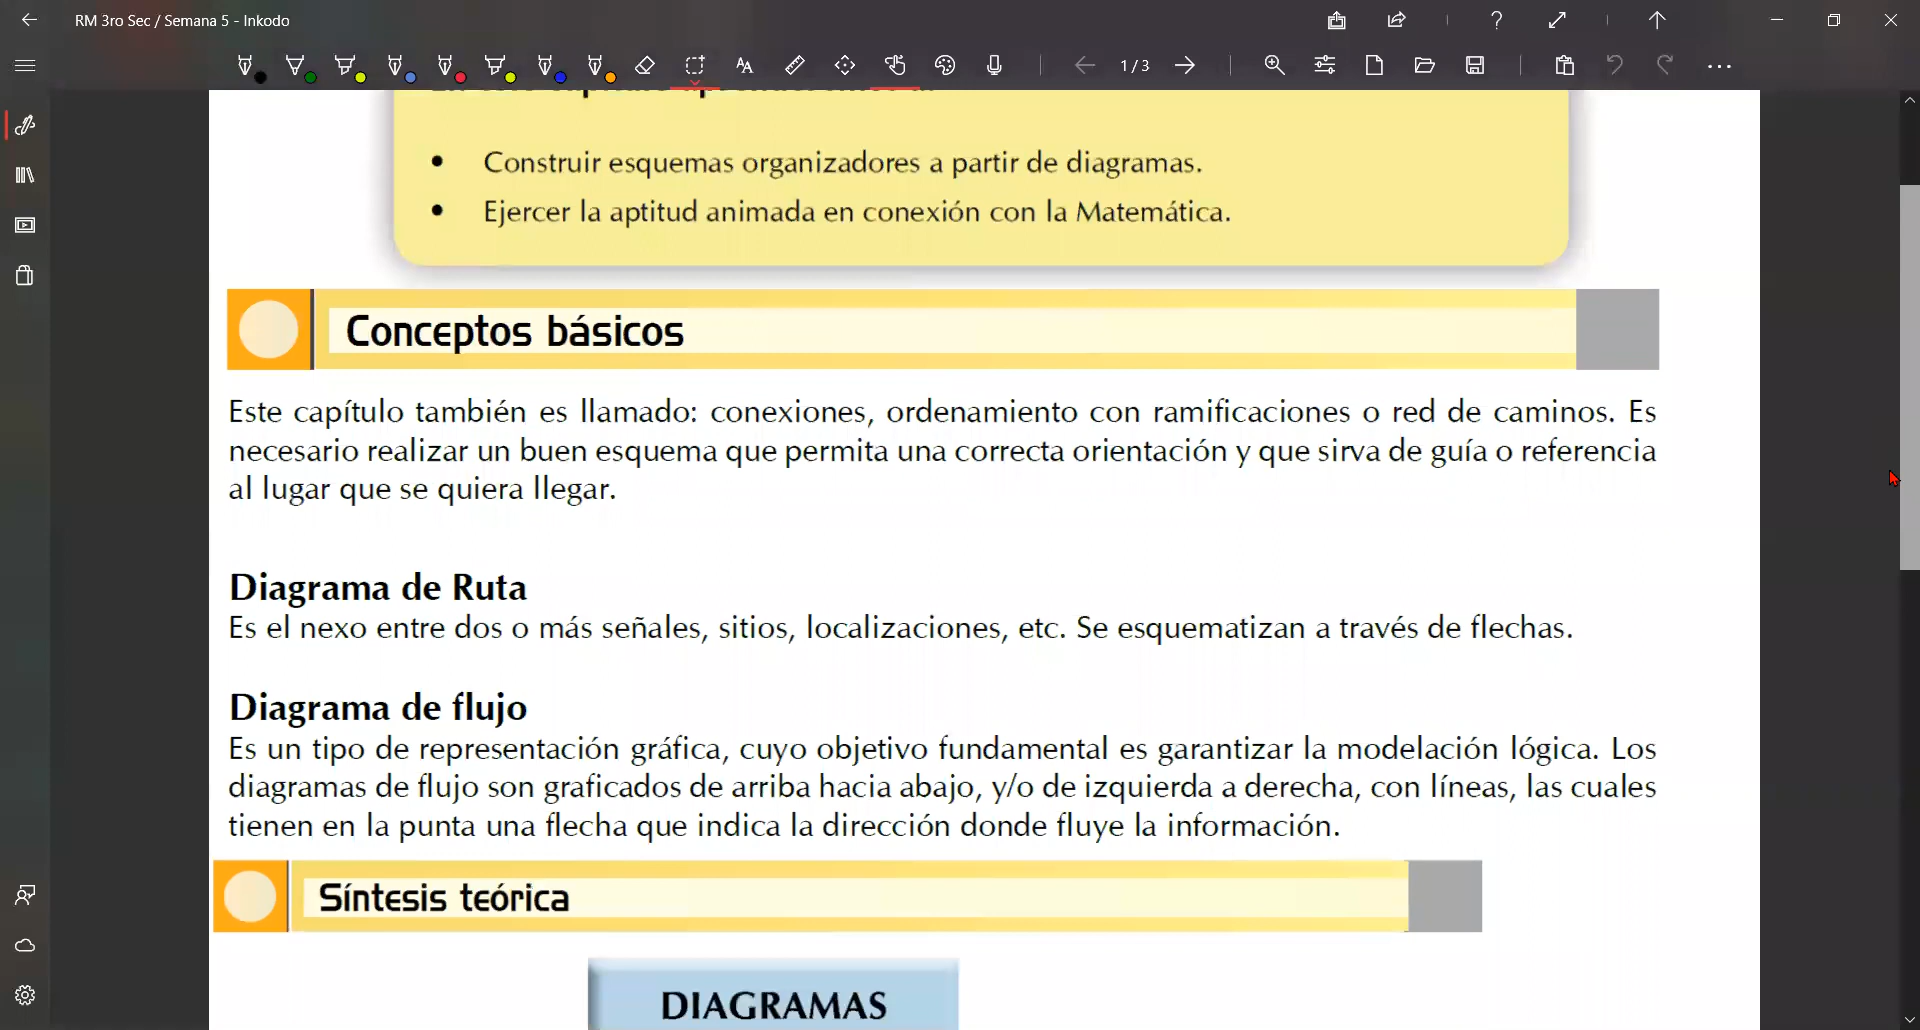 RM 3ro Sec / Semana 5 - Inkodo
1 / 3
• Construir esquemas organizadores a partir de diagramas.
• Ejercer la aptitud animada en conexión con la Matemática.
Conceptos básicos
Este capítulo también es llamado: conexiones, ordenamiento con ramificaciones o red de caminos. Es
necesario realizar un buen esquema que permita una correcta orientación y que sirva de guía o referencia
al lugar que se quiera llegar.
Diagrama de Ruta
Es el nexo entre dos o más señales, sitios, localizaciones, etc. Se esquematizan a través de flechas.
Diagrama de flujo
Es un tipo de representación gráfica, cuyo objetivo fundamental es garantizar la modelación lógica. Los
diagramas de flujo son graficados de arriba hacia abajo, y/o de izquierda a derecha, con líneas, las cuales
tienen en la punta una flecha que indica la dirección donde fluye la información.
Síntesis teórica
DIAGRAMAS